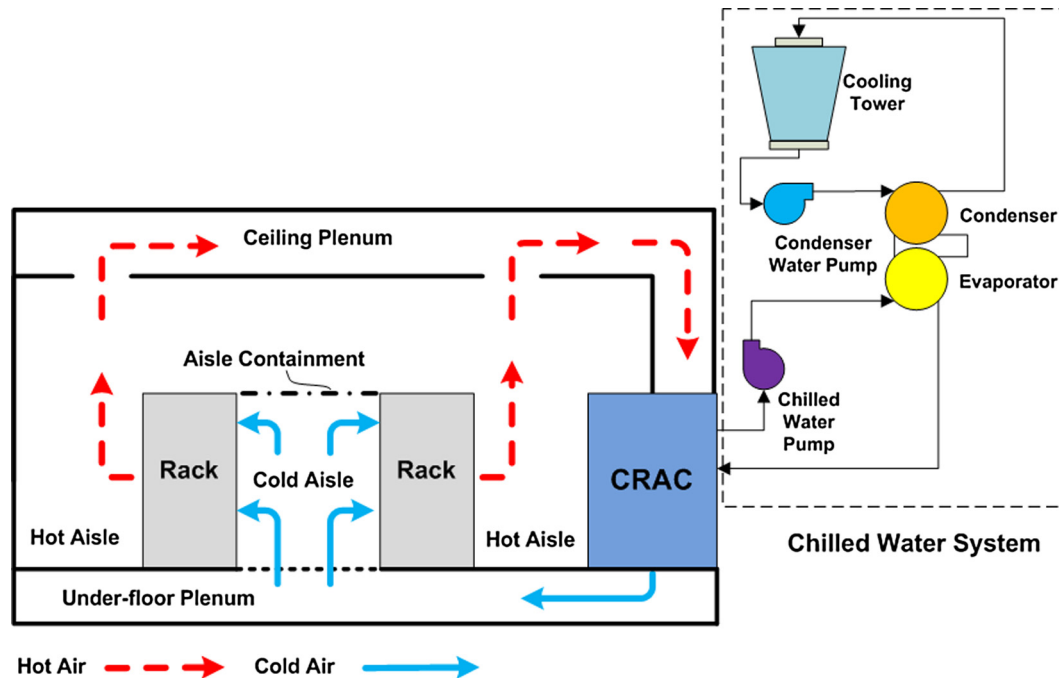 Cooling
Tower
Ceiling Plenum
Condenser
Condenser
Water Pump
Evaporator
Aisle Containment
Chilled
Water
Pump
Rack
Cold Aisle
Rack
CRAC
Hot Aisle
Hot Aisle
Chilled Water System
Under-floor Plenum
Hot Air
Cold Air